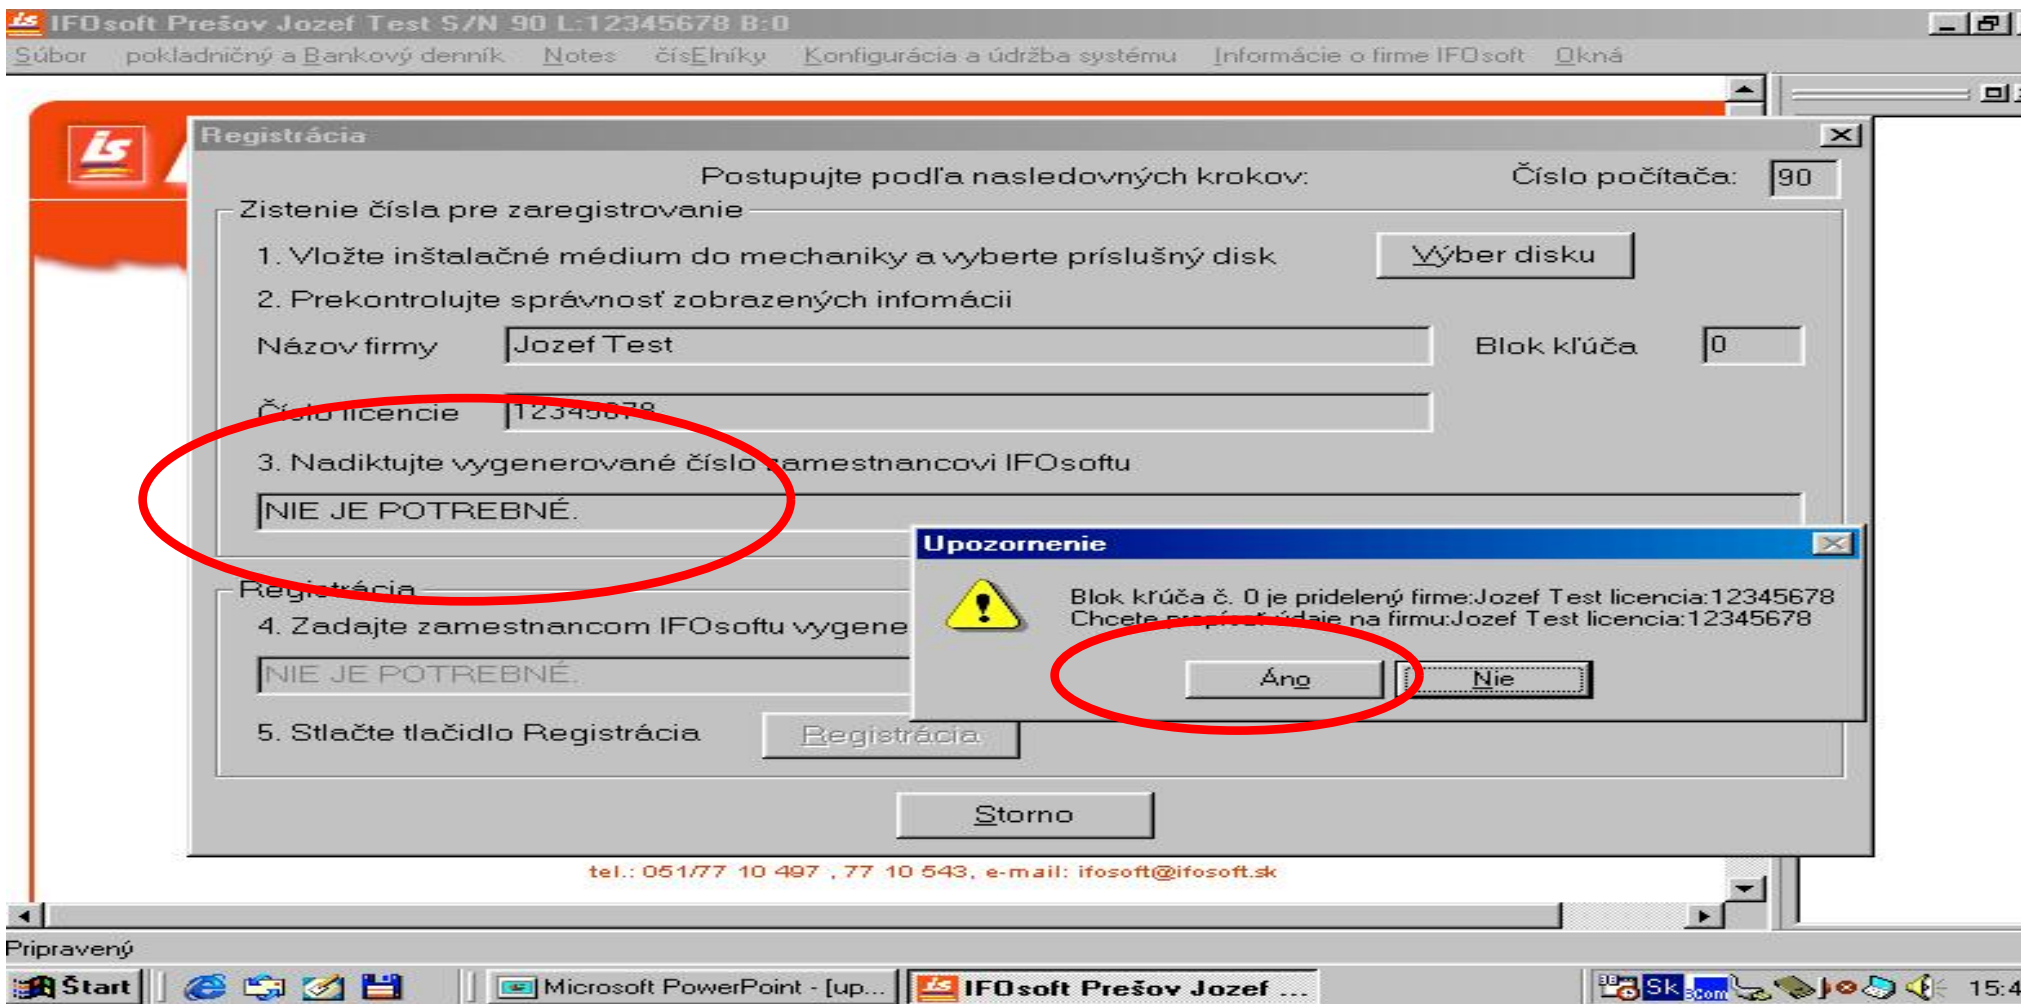 IFOsoft Prešov Jozef Test S/N 90 L:12345678 B:0
Súbor pokladničný a Bankový denník Notes čísElníky Konfigurácia a údržba systému Informácie o firme IFOsoft Okná
is
Registrácia
Postupujte podľa nasledovných krokov: Číslo počítača: 90
Zistenie čísla pre zaregistrovanie
1. Vložte inštalačné médium do mechaniky a vyberte príslušný disk Výber disku
2. Prekontrolujte správnosť zobrazených infomácii
Názov firmy Jozef Test Blok kľúča 0
Číslo licencie 12345678
3. Nadiktujte vygenerované číslo zamestnancovi IFOsoftu
NIE JE POTREBNÉ.
Upozornenie
Blok kľúča č. 0 je pridelený firme:Jozef Test licencia:12345678
Chcete prepísať údaje na firmu:Jozef Test licencia:12345678
Áno Nie
Registrácia
4. Zadajte zamestnancom IFOsoftu vygene
NIE JE POTREBNÉ.
5. Stlačte tlačidlo Registrácia Registrácia
Storno
tel.: 051/77 10 497 , 77 10 543, e-mail: ifosoft@ifosoft.sk
Pripravený
Štart Microsoft PowerPoint - [up... IFOsoft Prešov Jozef ... Sk 3Com 15:4